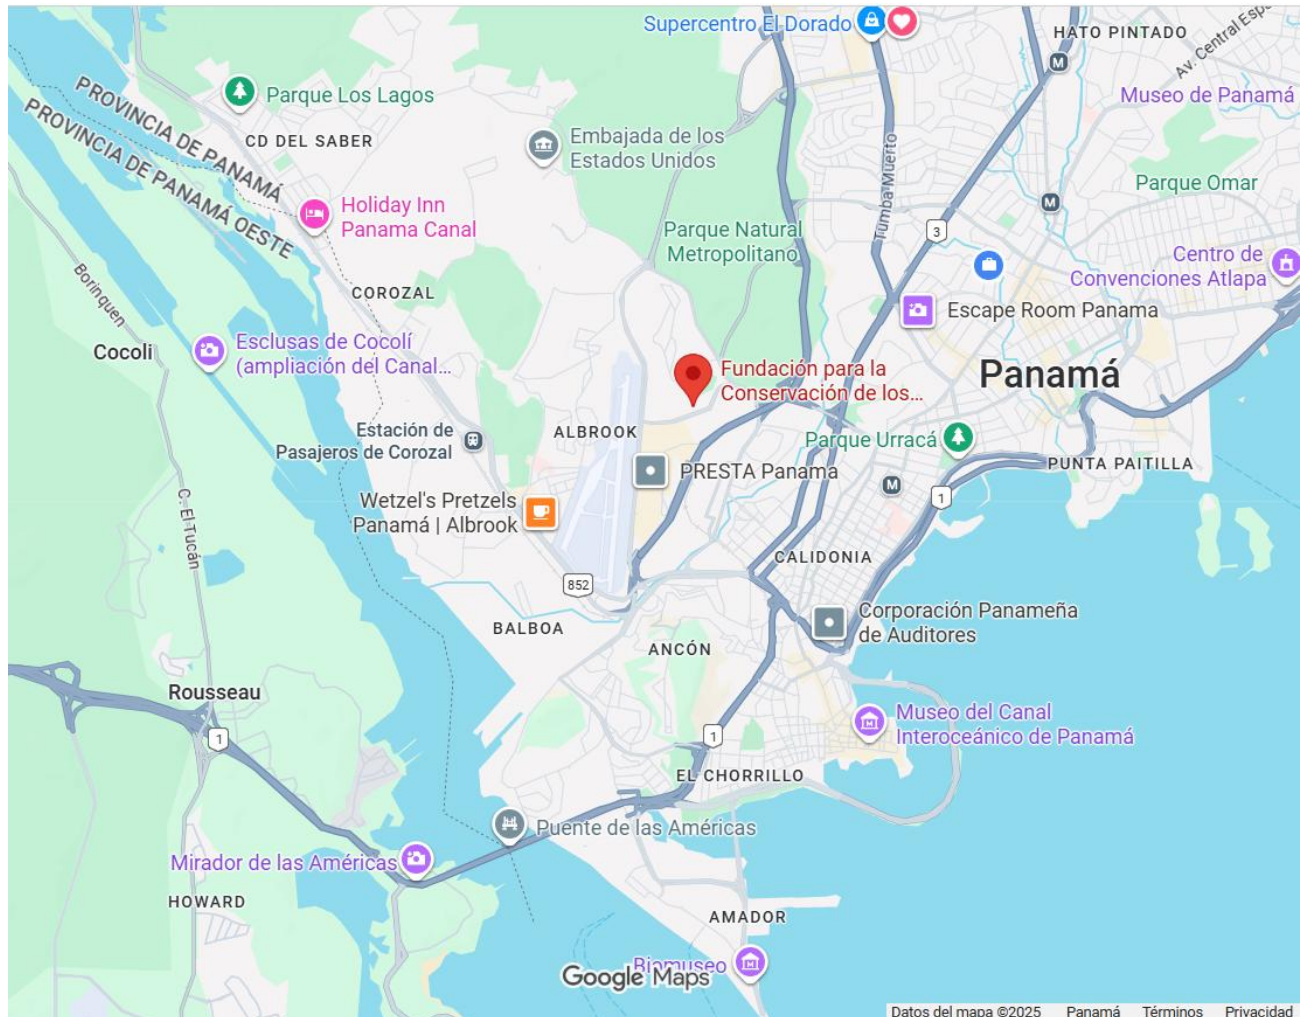 Supercentro El Dorado
HATO PINTADO
Av. Central Esp
M
Museo de Panamá
Parque Los Lagos
PROVINCIA DE PANAMÁ
PROVINCIA DE PANAMÁ OESTE
CD DEL SABER
Embajada de los
Estados Unidos
Tumba Muerto
Parque Omar
M
Holiday Inn
Panama Canal
Parque Natural
Metropolitano
3
Centro de
Convenciones Atlapa
Borinquen
COROZAL
Escape Room Panama
Cocoli
Esclusas de Cocolí
(ampliación del Canal...
Fundación para la
Conservación de los...
Panamá
Estación de
Pasajeros de Corozal
ALBROOK
Parque Urracá
PUNTA PAITILLA
PRESTA Panama
M
1
Wetzel's Pretzels
Panamá | Albrook
C. El Tucán
CALIDONIA
852
BALBOA
Corporación Panameña
de Auditores
ANCÓN
Rousseau
1
1
Museo del Canal
Interoceánico de Panamá
EL CHORRILLO
Puente de las Américas
Mirador de las Américas
HOWARD
AMADOR
Biomuseo
Google Maps
Datos del mapa ©2025 Panamá Términos Privacidad